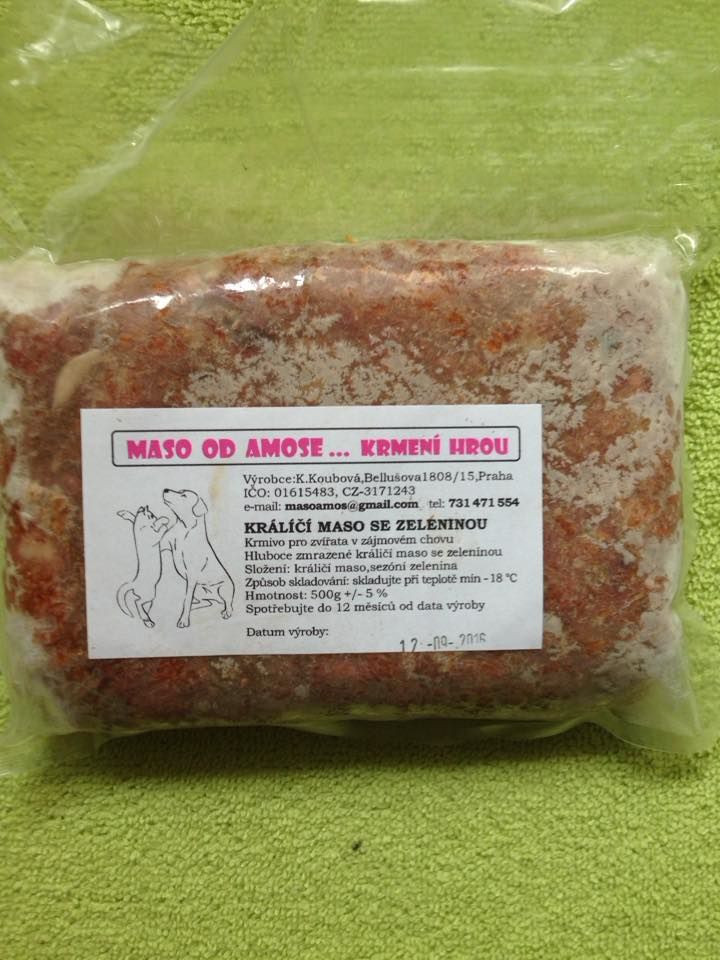 MASO OD AMOSE... KRMENÍ HROU
Výrobce:K.Koubová,Bellušova1808/15,Praha
IČO: 01615483, CZ-3171243
e-mail: masoamos@gmail.com tel: 731 471 554
KRÁLÍČÍ MASO SE ZELENINOU
Krmivo pro zvířata v zájmovém chovu
Hluboce zmrazené králičí maso se zeleninou
Složení: králičí maso,sezóní zelenina
Způsob skladování: skladujte při teplotě min -18 °C
Hmotnost: 500g +/- 5 %
Spotřebujte do 12 měsíců od data výroby
Datum výroby: 12.-09-.2016